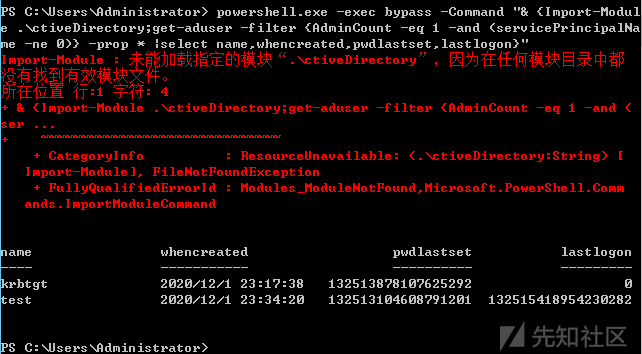 PS C:\Users\Administrator> powershell.exe -exec bypass -Command "& {Import-Modul
e .\ctiveDirectory;get-aduser -filter {AdminCount -eq 1 -and (servicePrincipalNa
me -ne 0)} -prop * |select name,whencreated,pwdlastset,lastlogon}"
Import-Module : 未能加载指定的模块“.\ctiveDirectory”，因为在任何模块目录中都
没有找到有效模块文件。
所在位置 行:1 字符: 4
+ & {Import-Module .\ctiveDirectory;get-aduser -filter {AdminCount -eq 1 -and (
ser ...
+    ~~~~~~~~~~~~~~~~~~~~~~~~~~~~~~
    + CategoryInfo          : ResourceUnavailable: (.\ctiveDirectory:String) [
   Import-Module], FileNotFoundException
    + FullyQualifiedErrorId : Modules_ModuleNotFound,Microsoft.PowerShell.Comm
   ands.ImportModuleCommand
name whencreated pwdlastset lastlogon
---- ----------- ---------- ---------
krbtgt 2020/12/1 23:17:38 132513878107625292 0
test 2020/12/1 23:34:20 132513104608791201 132515418954230282
PS C:\Users\Administrator>
先知社区